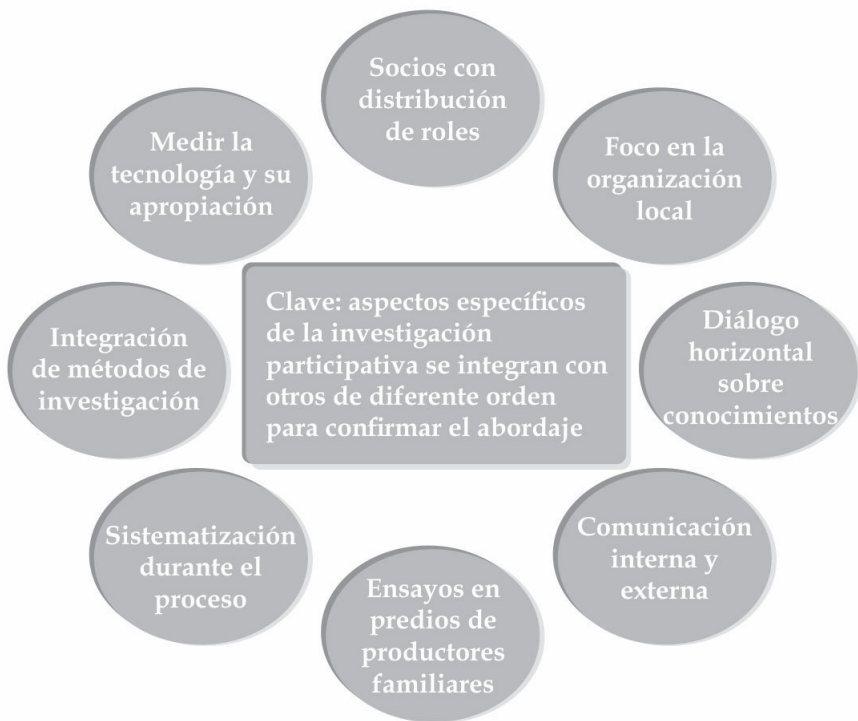 Socios con
distribución
de roles
Foco en la
organización
local
Diálogo
horizontal
sobre
conocimientos
Comunicación
interna y
externa
Ensayos en
predios de
productores
familiares
Sistematización
durante el
proceso
Integración
de métodos de
investigación
Medir la
tecnología y su
apropiación
Clave: aspectos específicos
de la investigación
participativa se integran con
otros de diferente orden
para confirmar el abordaje